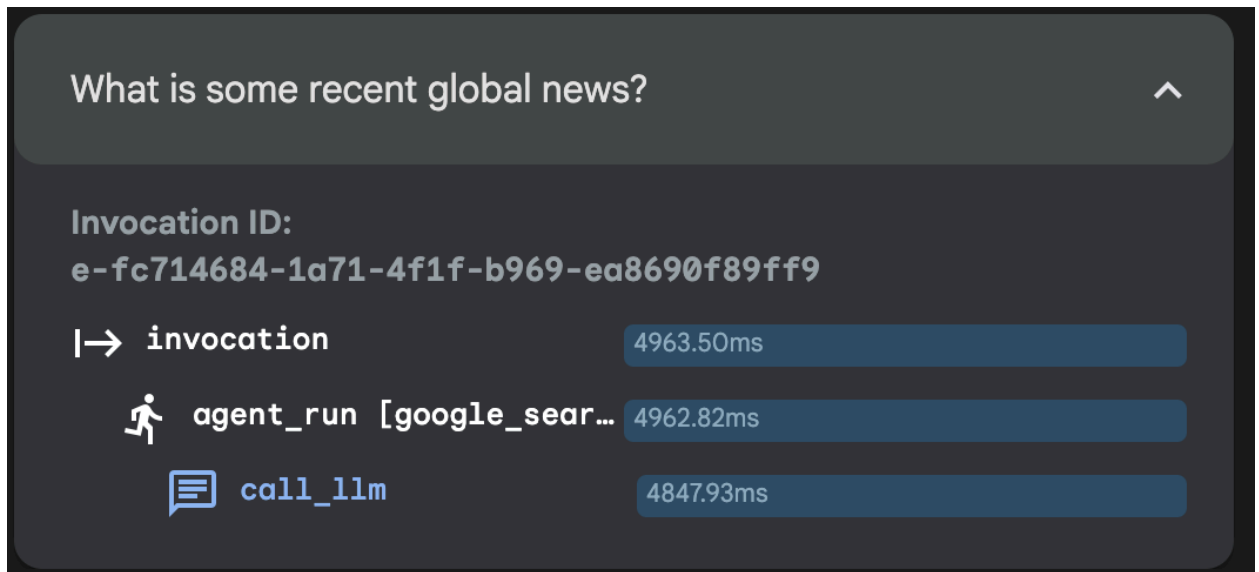 What is some recent global news?
Invocation ID:
e-fc714684-1a71-4f1f-b969-ea8690f89ff9
invocation 4963.50ms
agent_run [google_sear… 4962.82ms
call_llm 4847.93ms